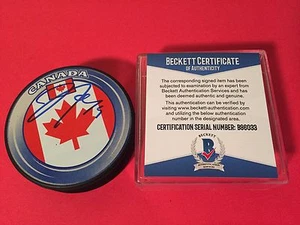 CANADA
BECKETT CERTIFICATE
OF AUTHENTICITY
The corresponding signed item has been
subjected to examination by an expert from
Beckett Authentication Services and has
been deemed authentic and genuine.
This authentication can be verified by
visiting www.beckett-authentication.com
and utilizing the below authentication
number in the designated area.
CERTIFICATION SERIAL NUMBER: B86033
BECKETT